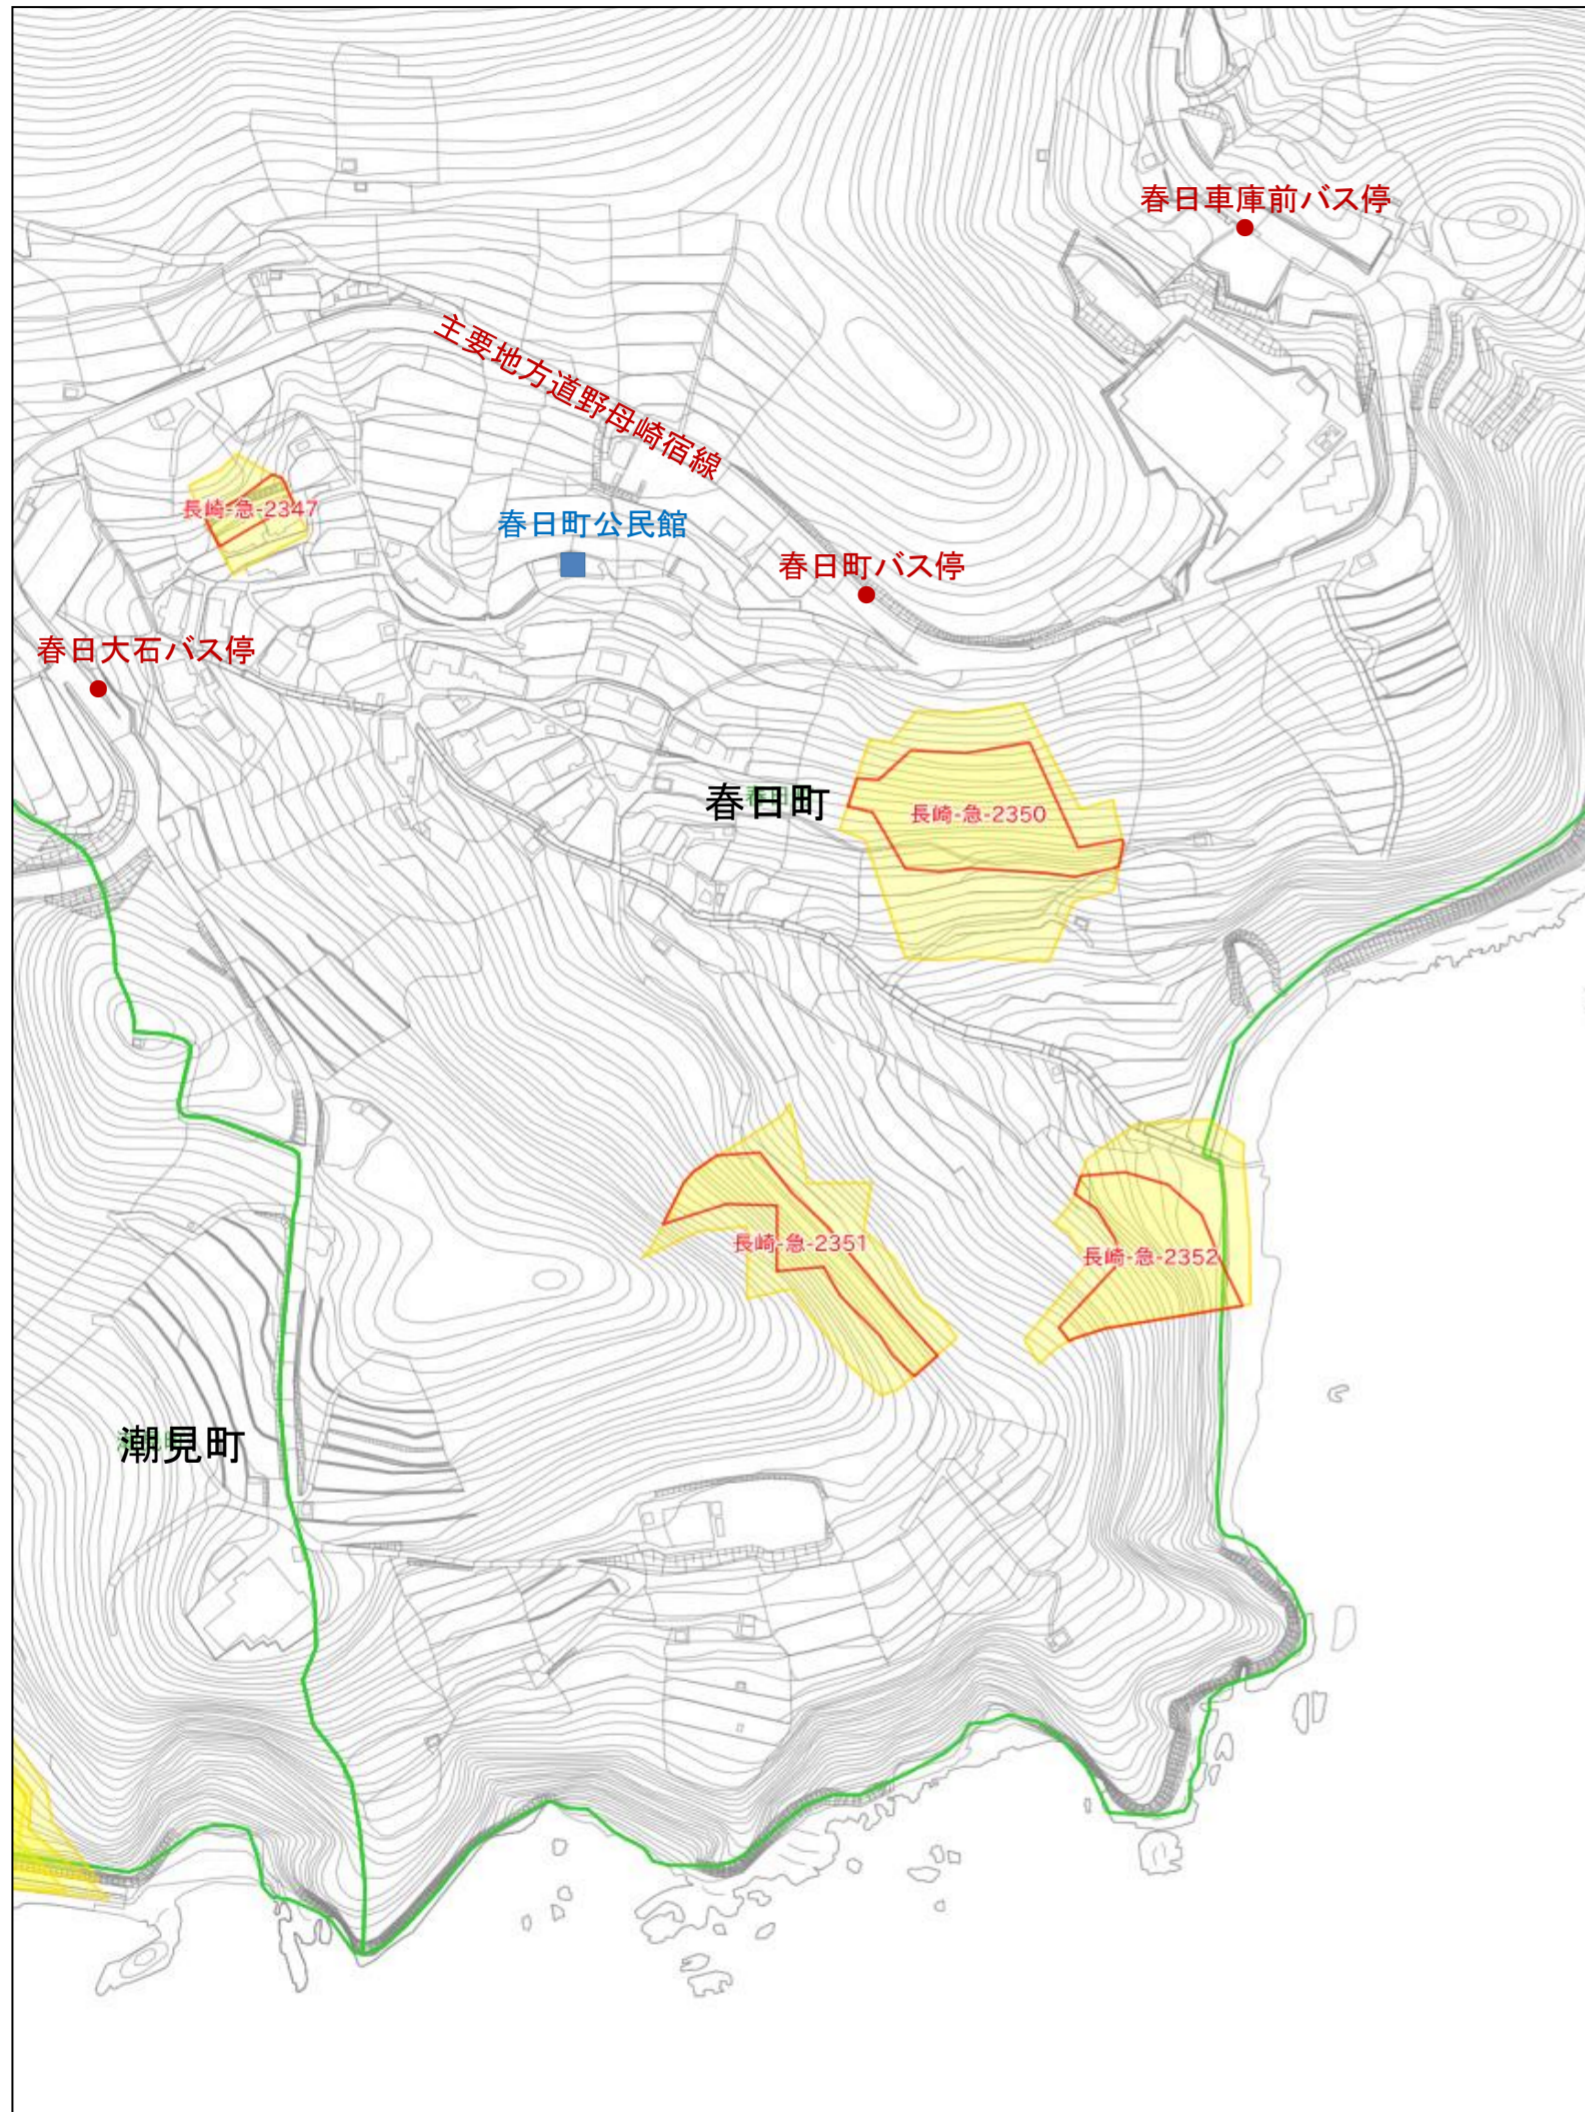 春日車庫前バス停
主要地方道野母崎宿線
長崎-急-2347
春日町公民館
春日町バス停
春日大石バス停
春日町
長崎-急-2350
長崎-急-2351
長崎-急-2352
潮見町